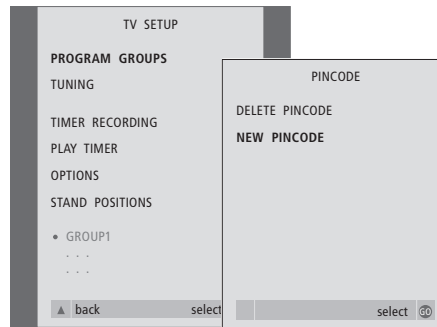 TV SETUP
PROGRAM GROUPS
TUNING
TIMER RECORDING
PLAY TIMER
OPTIONS
STAND POSITIONS
• GROUP1
. . .
. . .
▲ back select
PINCODE
DELETE PINCODE
NEW PINCODE
select GO